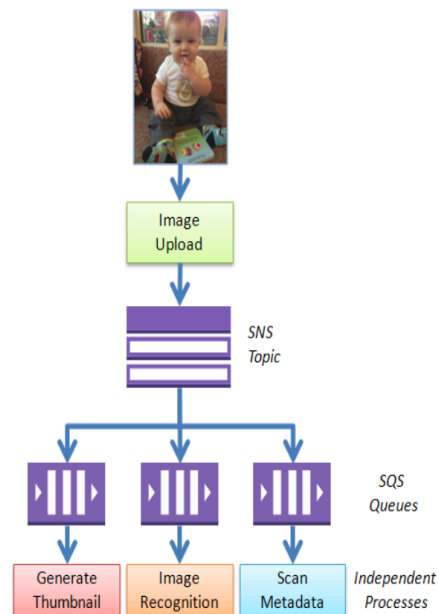 Image
Upload
SNS
Topic
SQS
Queues
Generate
Thumbnail
Image
Recognition
Scan
Metadata
Independent
Processes